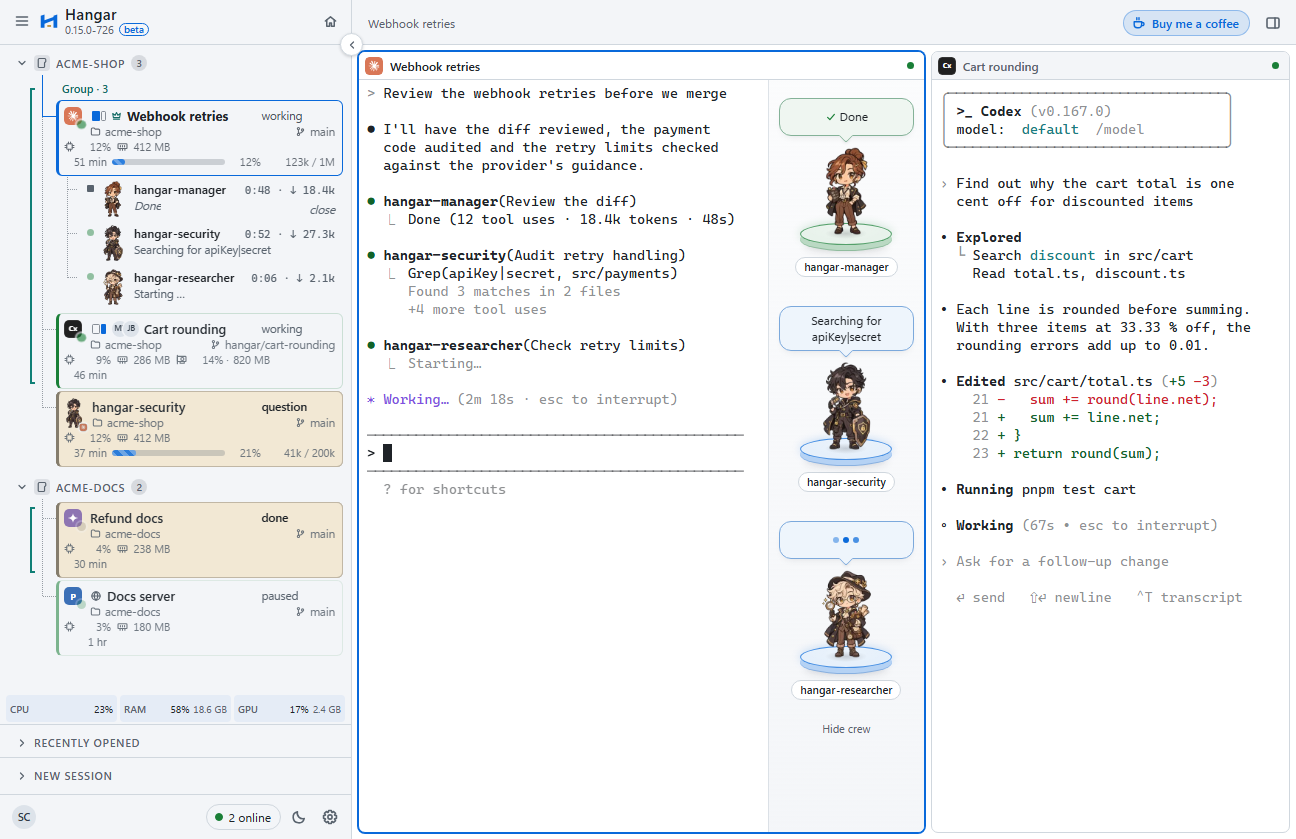 Hangar
0.15.0-726 beta
ACME-SHOP 3
Group · 3
Webhook retries working
acme-shop main
12% 412 MB
51 min 12% 123k / 1M
hangar-manager 0:48 · ↓ 18.4k
Done close
hangar-security 0:52 · ↓ 27.3k
Searching for apiKey|secret
hangar-researcher 0:06 · ↓ 2.1k
Starting ...
Cx JB Cart rounding working
acme-shop hangar/cart-rounding
9% 286 MB 14% · 820 MB
46 min
hangar-security question
acme-shop main
12% 412 MB
37 min 21% 41k / 200k
ACME-DOCS 2
Refund docs done
acme-docs main
4% 238 MB
30 min
P Docs server paused
acme-docs main
3% 180 MB
1 hr
CPU 23% RAM 58% 18.6 GB GPU 17% 2.4 GB
RECENTLY OPENED
NEW SESSION
SC 2 online
Webhook retries
Buy me a coffee
Webhook retries
> Review the webhook retries before we merge
● I'll have the diff reviewed, the payment
code audited and the retry limits checked
against the provider's guidance.
● hangar-manager(Review the diff)
└ Done (12 tool uses · 18.4k tokens · 48s)
● hangar-security(Audit retry handling)
└ Grep(apiKey|secret, src/payments)
Found 3 matches in 2 files
+4 more tool uses
● hangar-researcher(Check retry limits)
└ Starting…
* Working… (2m 18s · esc to interrupt)
>
? for shortcuts
✓ Done
hangar-manager
Searching for
apiKey|secret
hangar-security
hangar-researcher
Hide crew
Cx Cart rounding
>_ Codex (v0.167.0)
model: default /model
› Find out why the cart total is one
cent off for discounted items
• Explored
└ Search discount in src/cart
Read total.ts, discount.ts
• Each line is rounded before summing.
With three items at 33.33 % off, the
rounding errors add up to 0.01.
• Edited src/cart/total.ts (+5 −3)
21 − sum += round(line.net);
21 + sum += line.net;
22 + }
23 + return round(sum);
• Running pnpm test cart
∘ Working (67s • esc to interrupt)
› Ask for a follow-up change
↵ send ⇧↵ newline ^T transcript